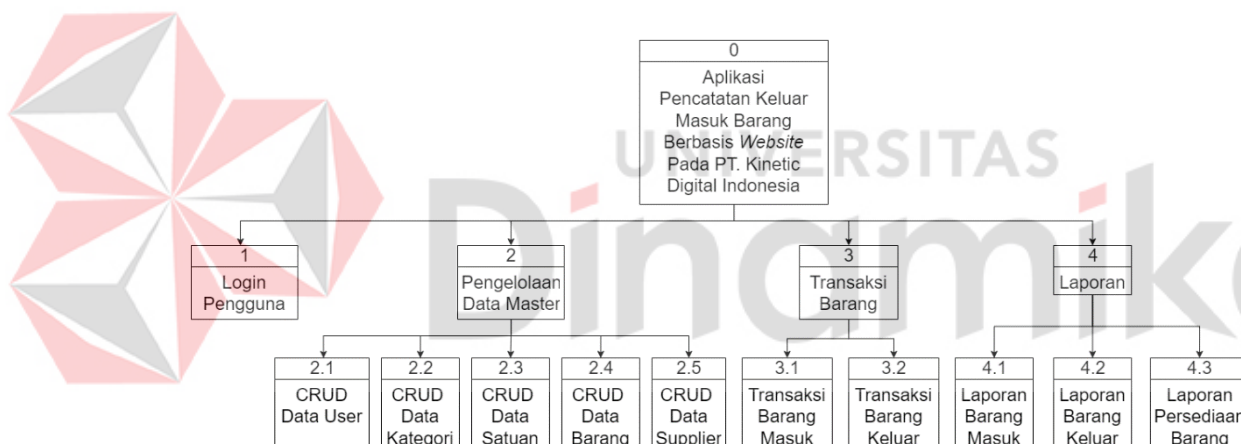 0
Aplikasi
Pencatatan Keluar
Masuk Barang
Berbasis Website
Pada PT. Kinetic
Digital Indonesia
UNIVERSITAS
Dinamika
1
Login
Pengguna
2
Pengelolaan
Data Master
3
Transaksi
Barang
4
Laporan
2.1
CRUD
Data User
2.2
CRUD
Data
Kategori
2.3
CRUD
Data
Satuan
2.4
CRUD
Data
Barang
2.5
CRUD
Data
Supplier
3.1
Transaksi
Barang
Masuk
3.2
Transaksi
Barang
Keluar
4.1
Laporan
Barang
Masuk
4.2
Laporan
Barang
Keluar
4.3
Laporan
Persediaan
Barang